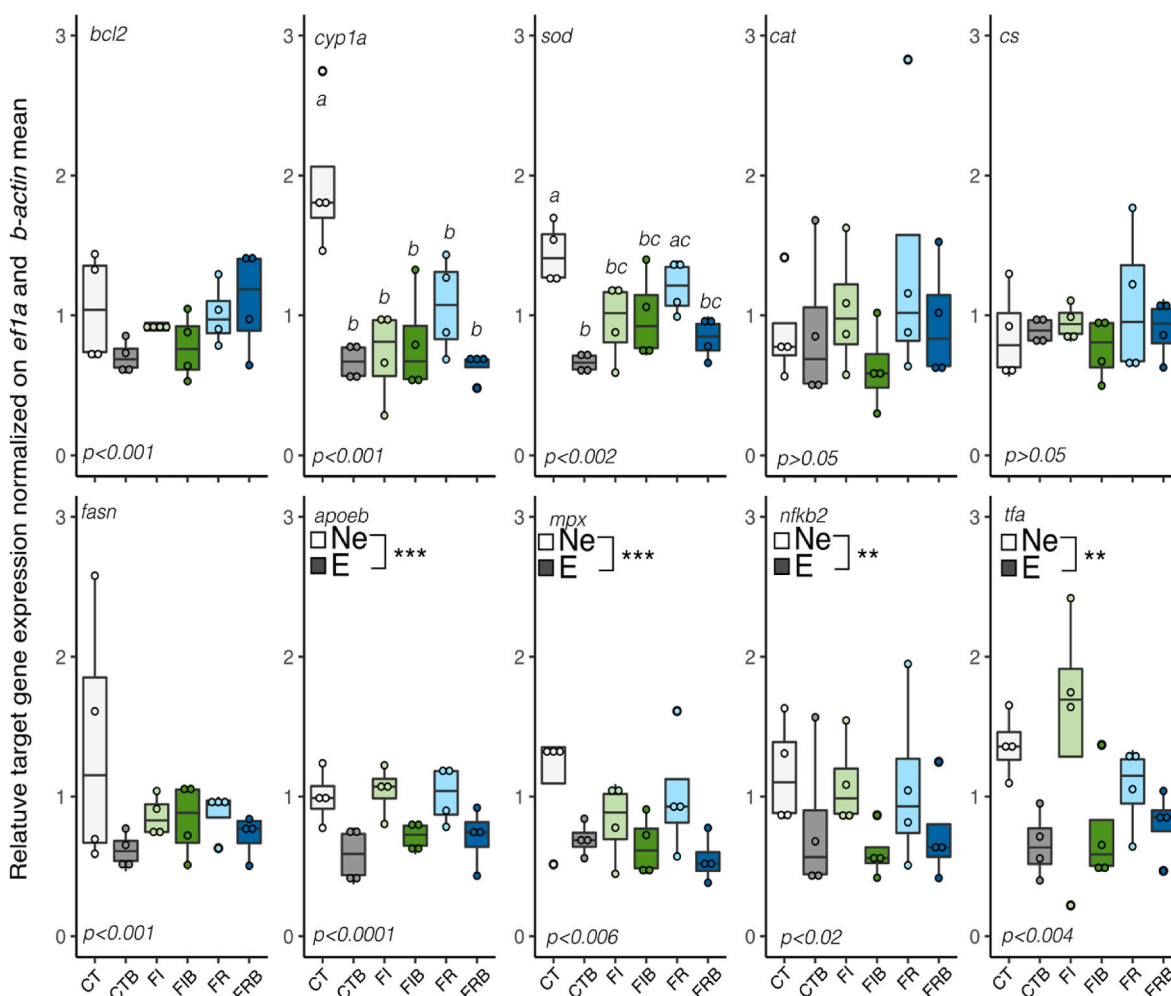 Relative target gene expression normalized on ef1a and b-actin mean
bcl2
3
2
1
0
p<0.001
cyp1a
3
2
1
0
a
b
b
b
b
b
p<0.001
sod
3
2
1
0
a
b
bc
bc
ac
bc
p<0.002
cat
3
2
1
0
p>0.05
cs
3
2
1
0
p>0.05
fasn
3
2
1
0
p<0.001
CT CTB FI FIB FR FRB
apoeb
Ne
E
***
3
2
1
0
p<0.0001
CT CTB FI FIB FR FRB
mpx
Ne
E
***
3
2
1
0
p<0.006
CT CTB FI FIB FR FRB
nfkb2
Ne
E
**
3
2
1
0
p<0.02
CT CTB FI FIB FR FRB
tfa
Ne
E
**
3
2
1
0
p<0.004
CT CTB FI FIB FR FRB